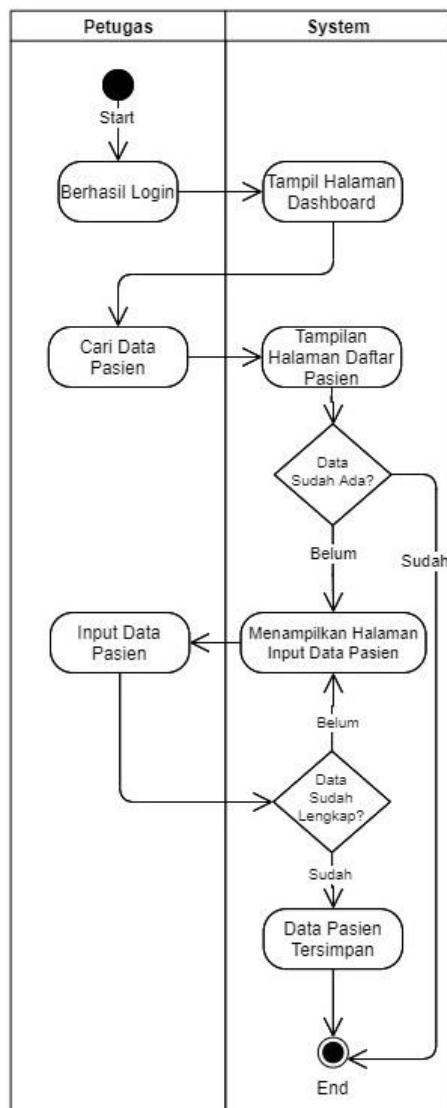 Petugas
System
Start
Berhasil Login
Tampil Halaman
Dashboard
Cari Data
Pasien
Tampilan
Halaman Daftar
Pasien
Data
Sudah Ada?
Belum
Sudah
Input Data
Pasien
Menampilkan Halaman
Input Data Pasien
Belum
Data
Sudah
Lengkap?
Sudah
Data Pasien
Tersimpan
End